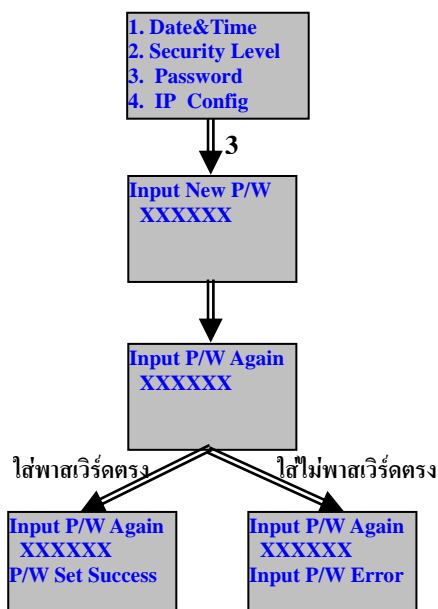 1. Date&Time
2. Security Level
3. Password
4. IP Config
3
Input New P/W
XXXXXX
Input P/W Again
XXXXXX
ใส่พาสเวิร์ดตรง
ใส่ไม่พาสเวิร์ดตรง
Input P/W Again
XXXXXX
P/W Set Success
Input P/W Again
XXXXXX
Input P/W Error